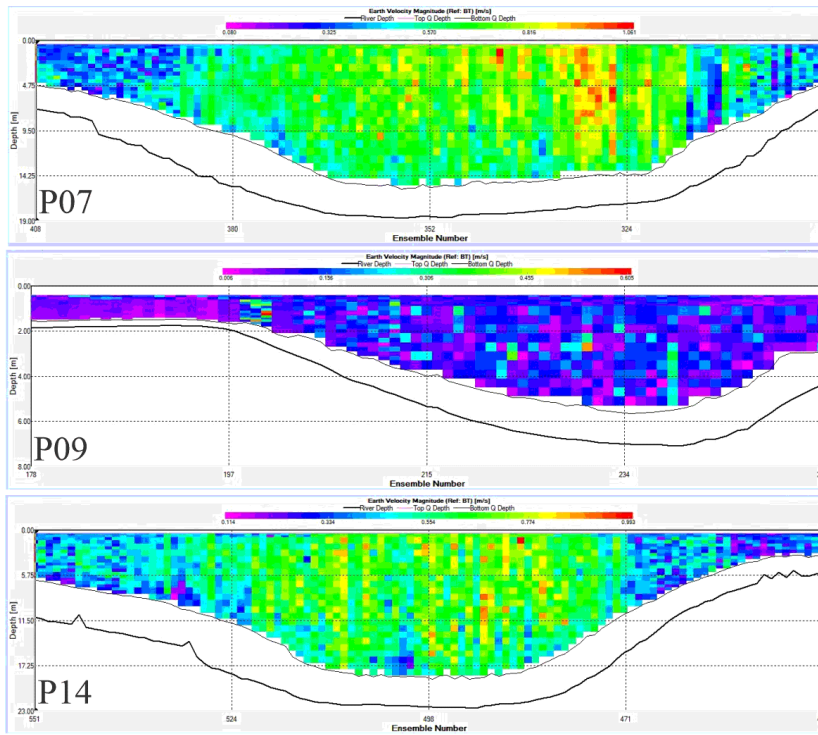 Earth Velocity Magnitude (Ref: BT) [m/s]
River Depth Top Q Depth Bottom Q Depth
0.080 0.325 0.570 0.816 1.061
0.00
4.75
9.50
14.25
19.00
Depth [m]
P07
408 380 352 324
Ensemble Number
Earth Velocity Magnitude (Ref: BT) [m/s]
River Depth Top Q Depth Bottom Q Depth
0.006 0.156 0.306 0.455 0.605
0.00
2.00
4.00
6.00
8.00
Depth [m]
P09
178 197 215 234
Ensemble Number
Earth Velocity Magnitude (Ref: BT) [m/s]
River Depth Top Q Depth Bottom Q Depth
0.114 0.334 0.554 0.774 0.993
0.00
5.75
11.50
17.25
23.00
Depth [m]
P14
551 524 498 471
Ensemble Number